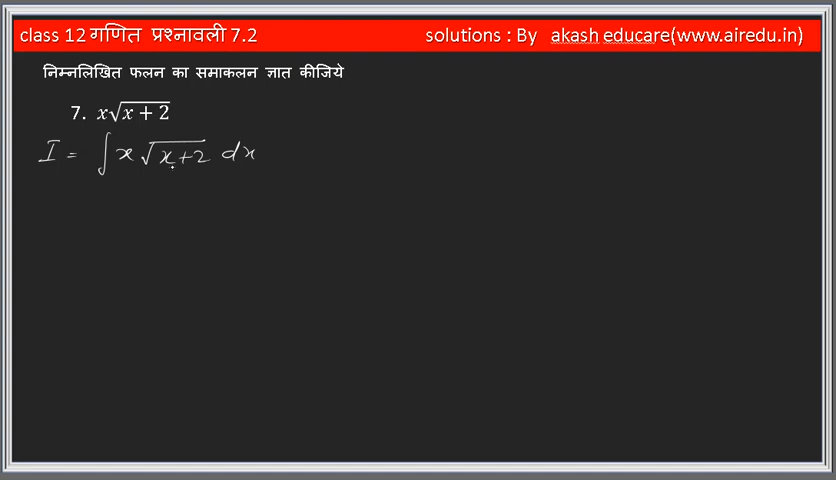 class 12 गणित प्रश्नावली 7.2 solutions : By akash educare(www.airedu.in)
निम्नलिखित फलन का समाकलन ज्ञात कीजिये
7. x√(x + 2)
I = ∫ x √(x+2) dx